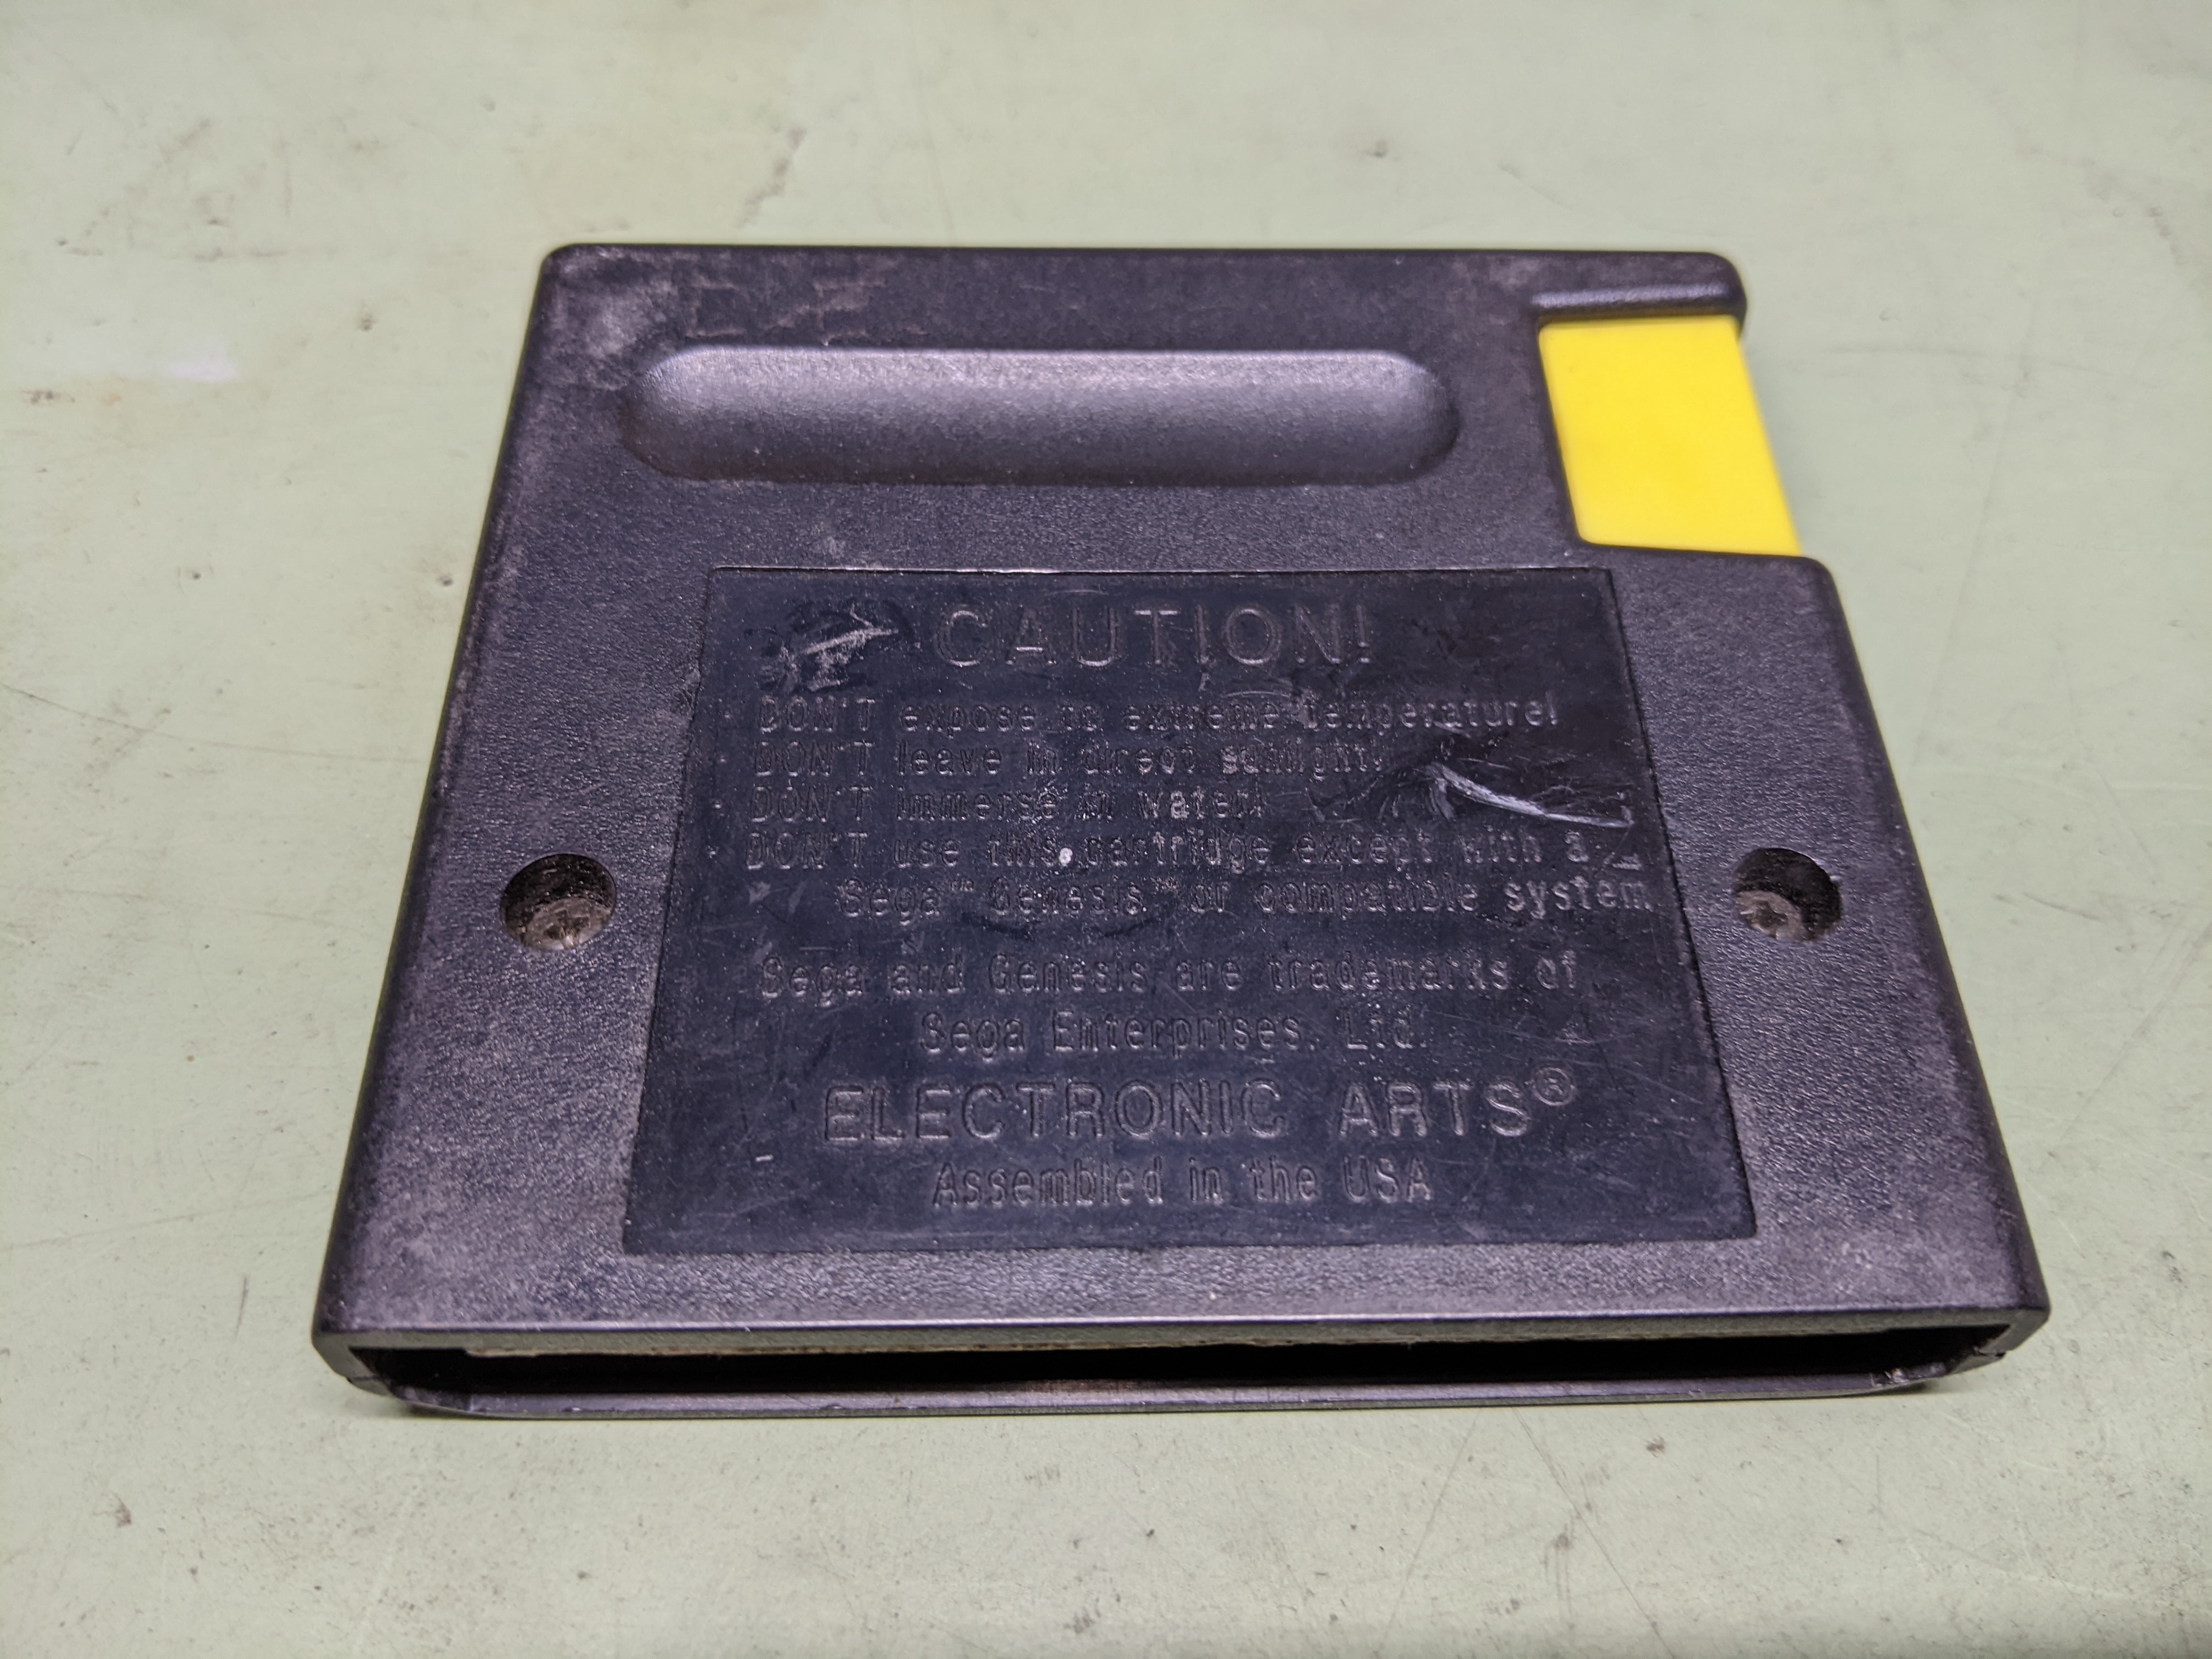 CAUTION!
DON'T expose to extreme temperature!
DON'T leave in direct sunlight!
DON'T immerse in water!
DON'T use this cartridge except with a
Sega™ Genesis™ or compatible system
Sega and Genesis are trademarks of
Sega Enterprises, Ltd.
ELECTRONIC ARTS®
Assembled in the USA